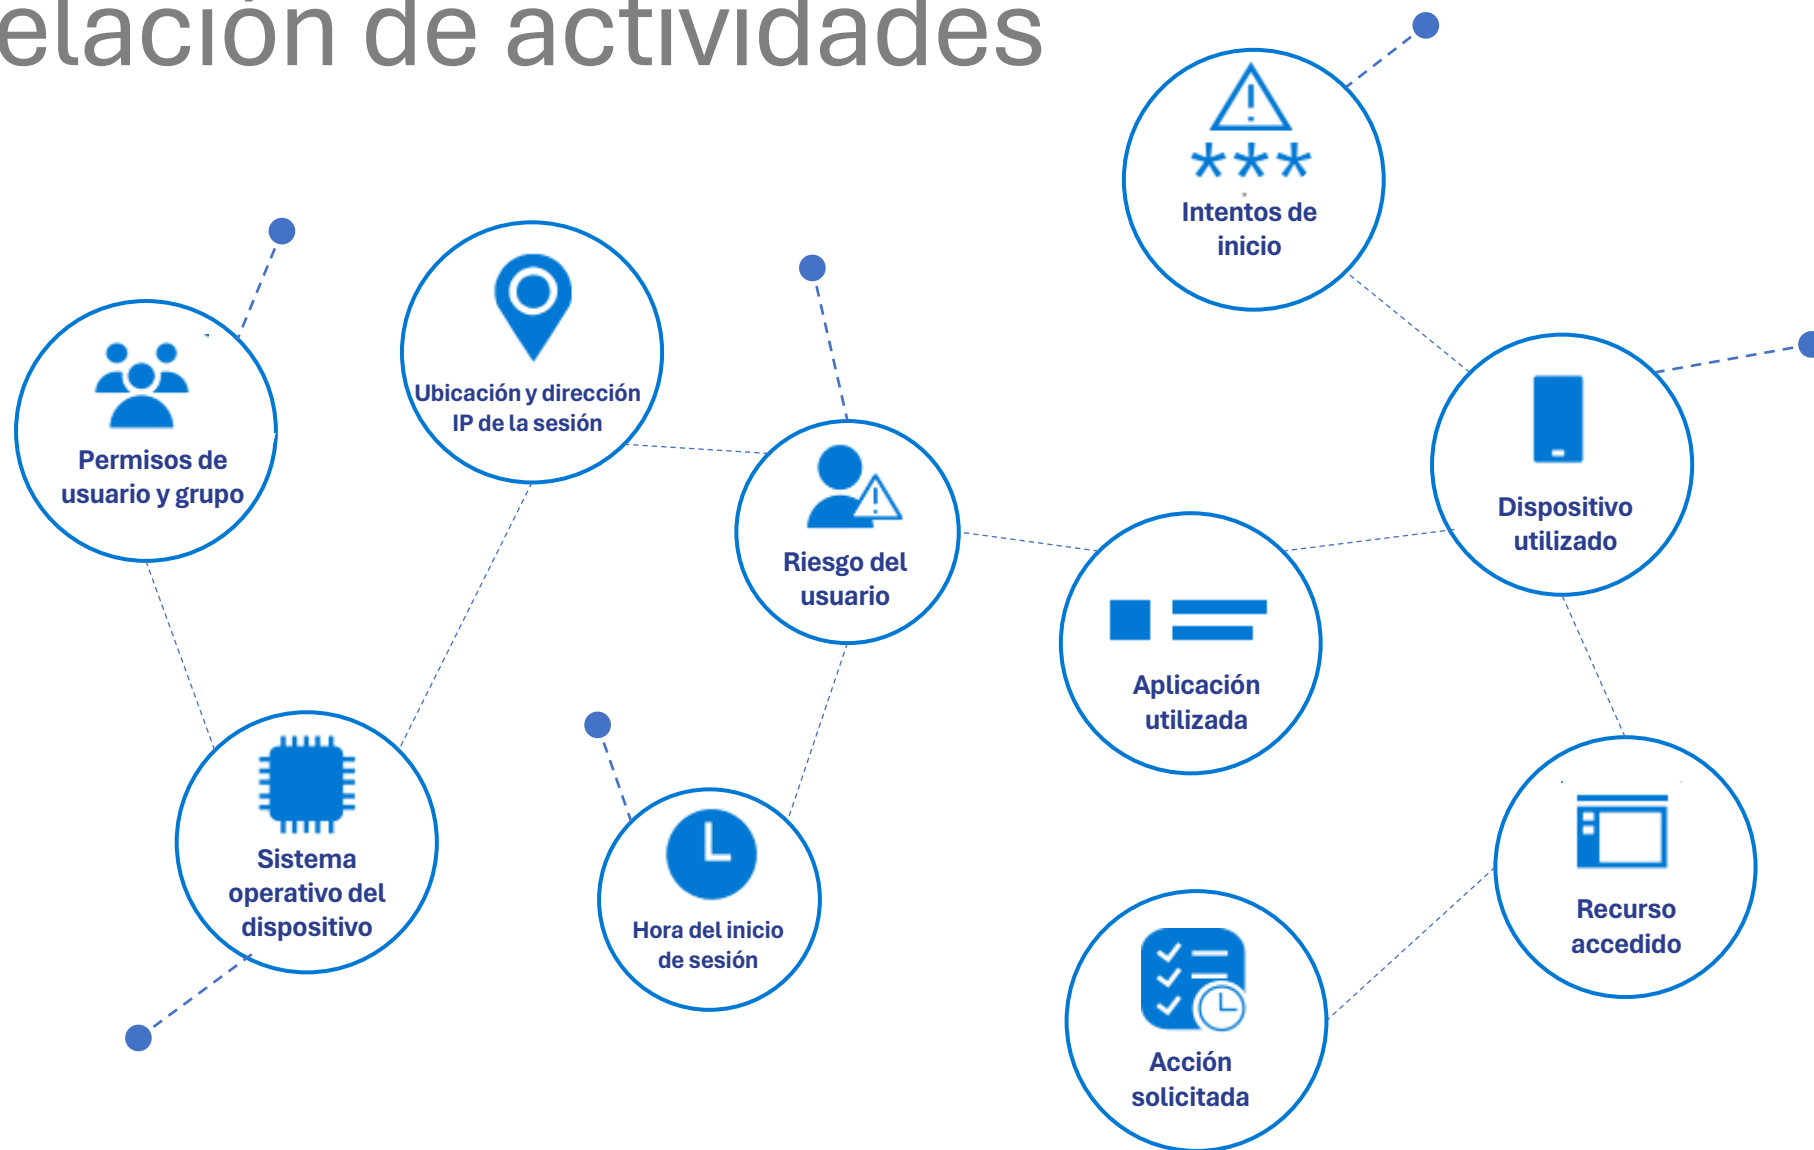 elación de actividades
***
Intentos de
inicio
Ubicación y dirección
IP de la sesión
Permisos de
usuario y grupo
Riesgo del
usuario
Dispositivo
utilizado
Aplicación
utilizada
Sistema
operativo del
dispositivo
Hora del inicio
de sesión
Recurso
accedido
Acción
solicitada